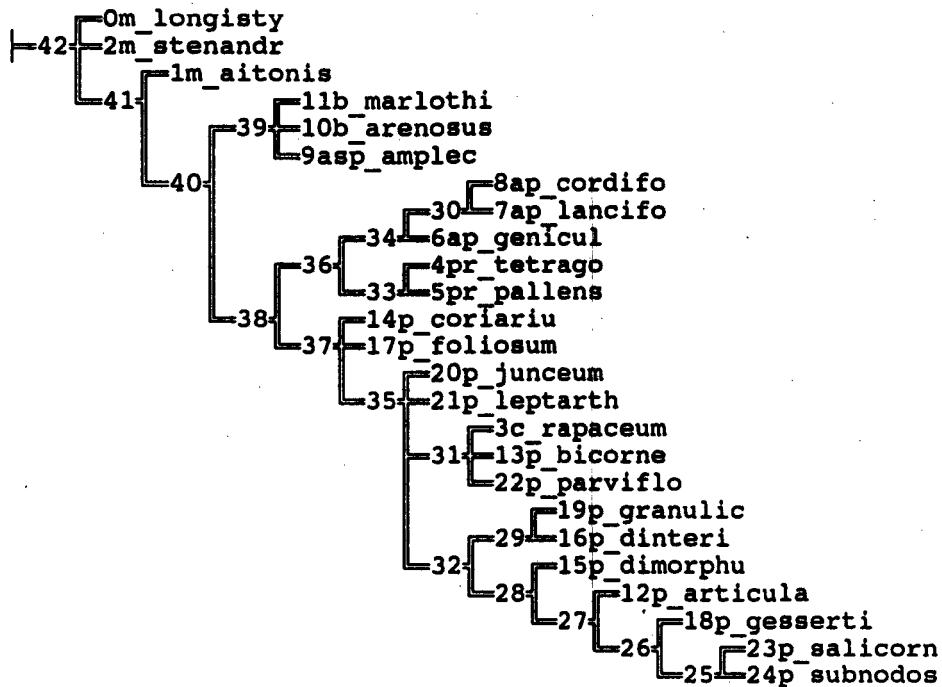 0m_longisty
42 2m_stenandr
1m_aitonis
41 11b_marlothi
39 10b_arenosus
9asp_amplec
40 8ap_cordifo
30 7ap_lancifo
34 6ap_genicul
36 4pr_tetrago
33 5pr_pallens
38 14p_coriariu
37 17p_foliosum
20p_junceum
35 21p_leptarth
3c_rapaceum
31 13p_bicorne
22p_parviflo
19p_granulic
29 16p_dinteri
32 15p_dimorphu
28 12p_articula
27 18p_gesserti
26 23p_salicorn
25 24p_subnodos